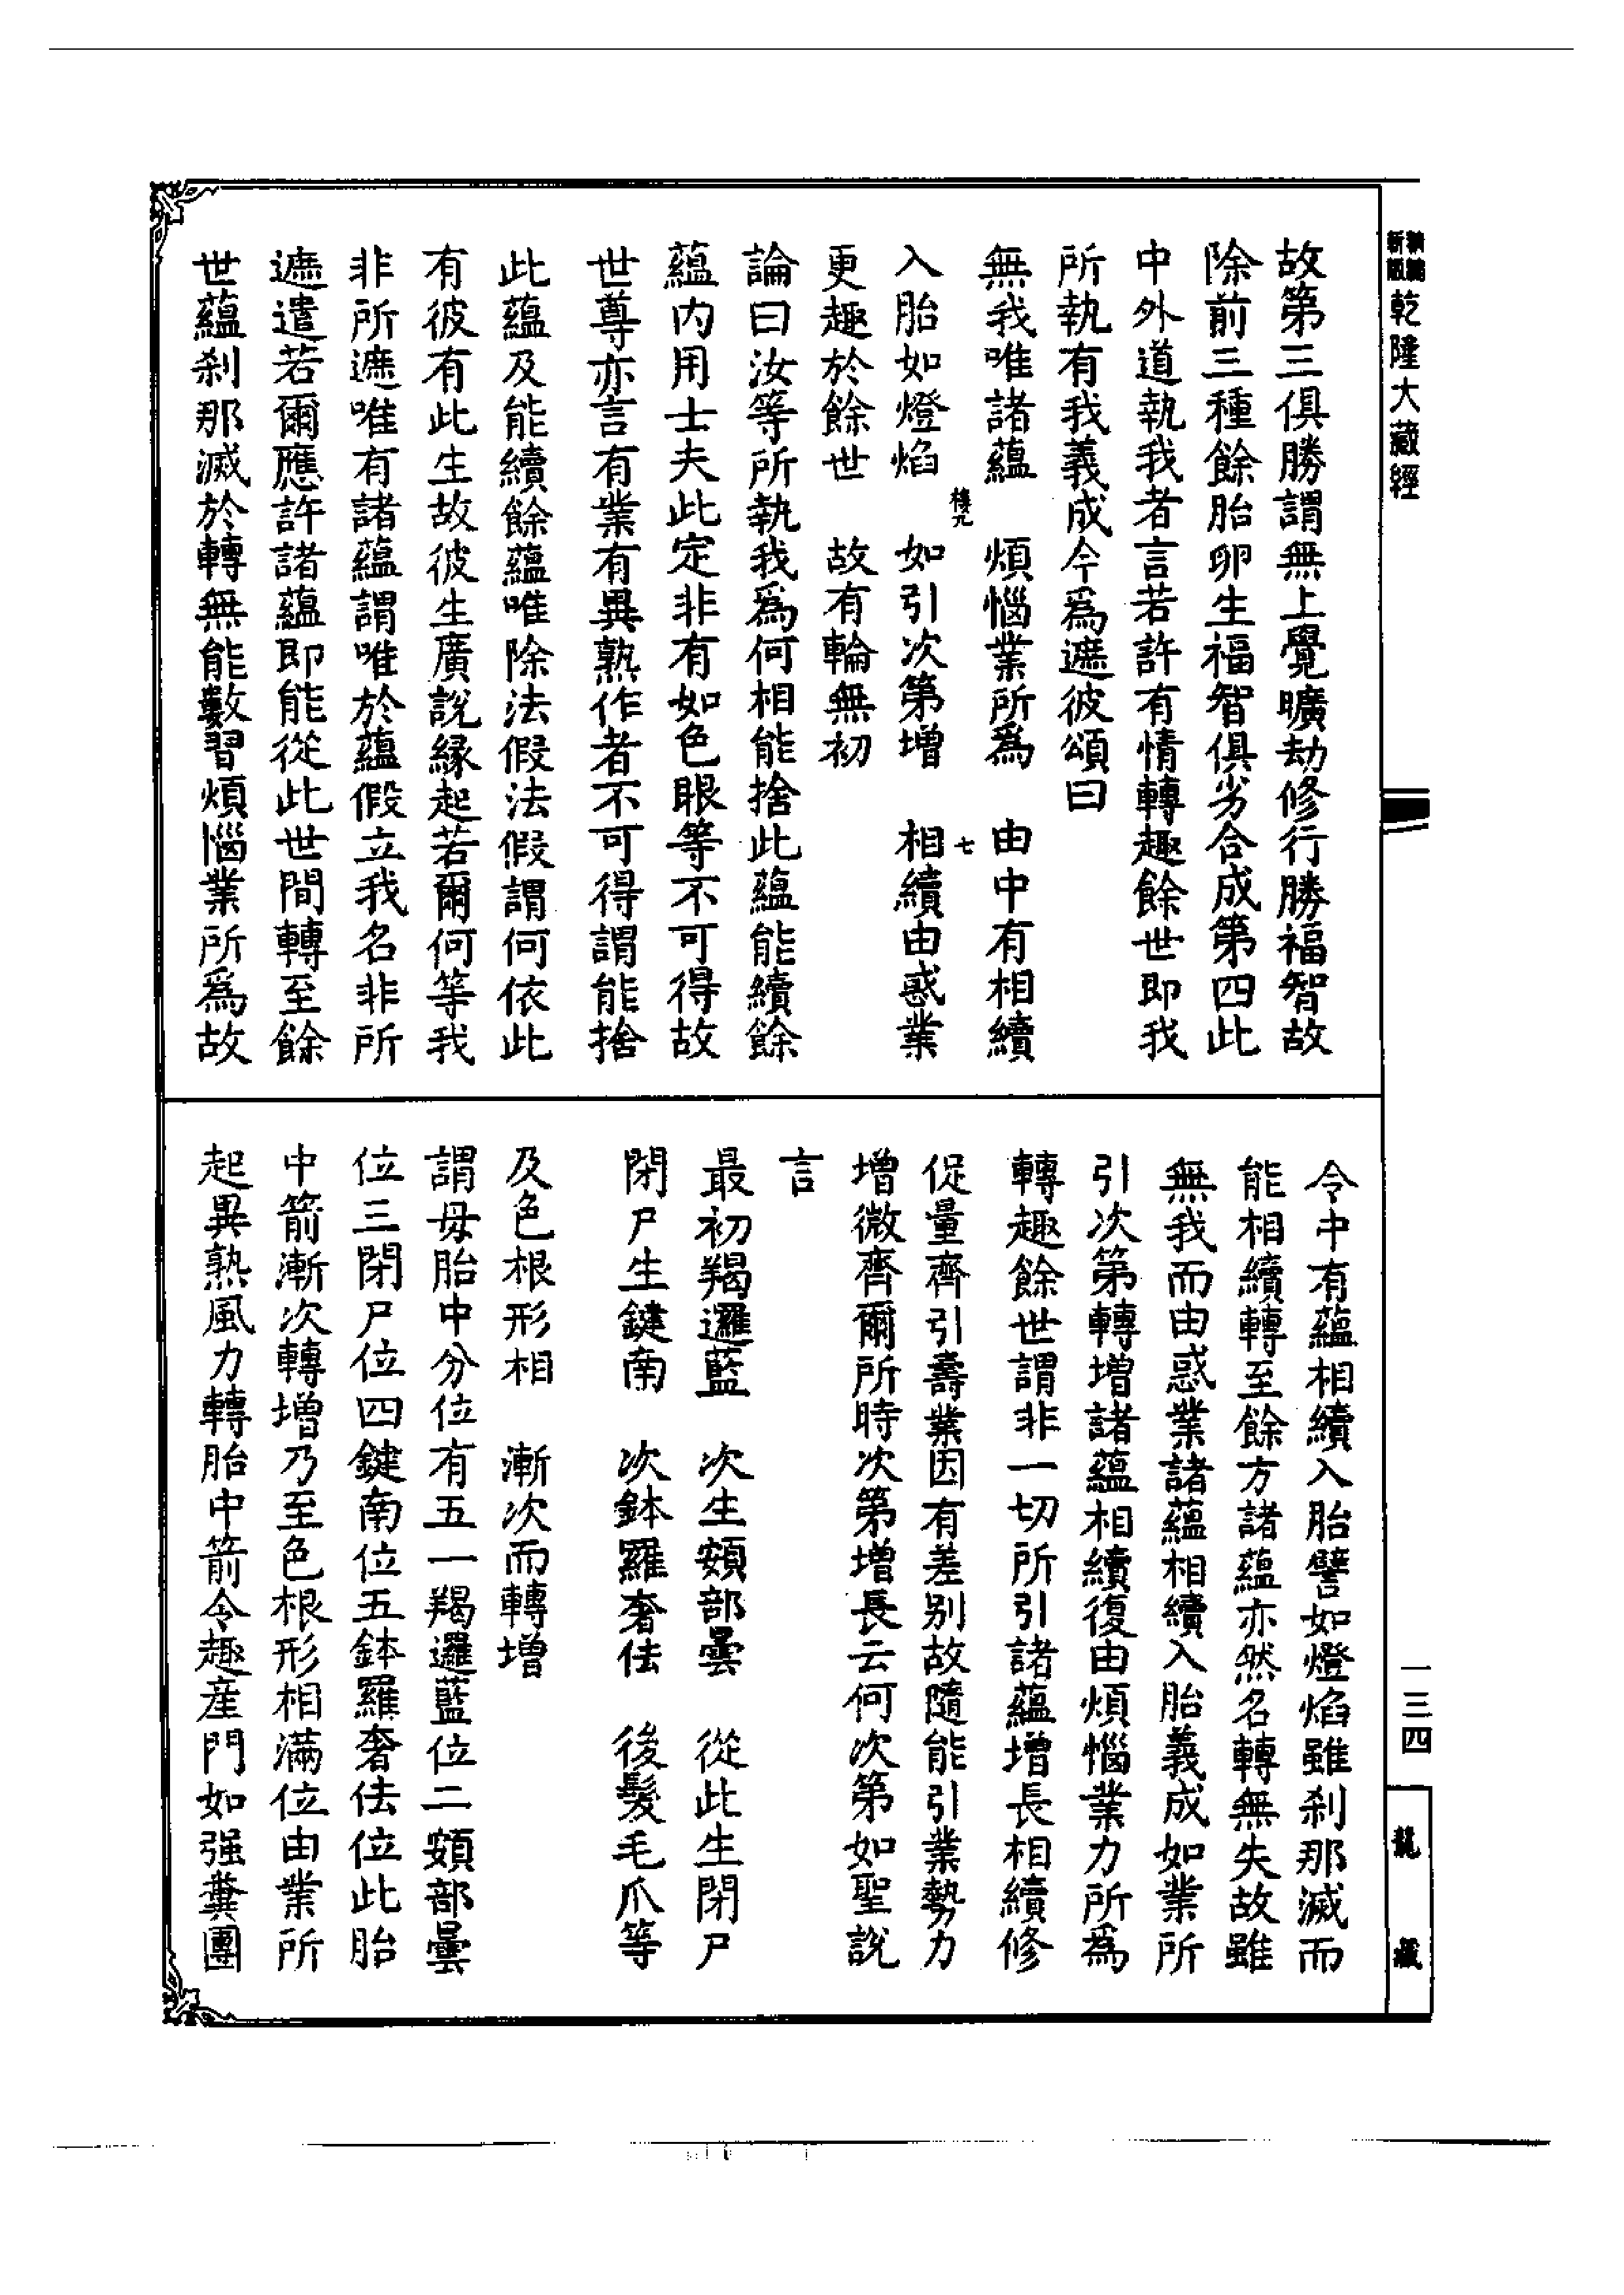 新編
縮版
乾隆大藏經
故第三俱勝謂無上覺曠劫修行勝福智故
除前三種餘胎卵生福智俱劣合成第四此
中外道執我者言若許有情轉趣餘世即我
所執有我義成今爲遮彼頌曰
無我唯諸蘊　煩惱業所爲　由中有相續
入胎如燈焰　如引次第增　相續由惑業
更趣於餘世　故有輪無初
論曰汝等所執我爲何相能捨此蘊能續餘
蘊內用士夫此定非有如色眼等不可得故
世尊亦言有業有異熟作者不可得謂能捨
此蘊及能續餘蘊唯除法假法假謂何依此
有彼有此生故彼生廣說緣起若爾何等我
非所遮唯有諸蘊謂唯於蘊假立我名非所
遮遣若爾應許諸蘊即能從此世間轉至餘
世蘊剎那滅於轉無能數習煩惱業所爲故
七
令中有蘊相續入胎譬如燈焰雖剎那滅而
能相續轉至餘方諸蘊亦然名轉無失故雖
無我而由惑業諸蘊相續入胎義成如業所
引次第轉增諸蘊相續復由煩惱業力所爲
轉趣餘世謂非一切所引諸蘊增長相續修
促量齊引壽業因有差別故隨能引業勢力
增微齊爾所時次第增長云何次第如聖說
言
最初羯邏藍　次生頞部曇　從此生閉尸
閉尸生鍵南　次鉢羅奢佉　後髮毛爪等
及色根形相　漸次而轉增
謂母胎中分位有五一羯邏藍位二頞部曇
位三閉尸位四鍵南位五鉢羅奢佉位此胎
中箭漸次轉增乃至色根形相滿位由業所
起異熟風力轉胎中箭令趣產門如强糞團
一三四
龍藏